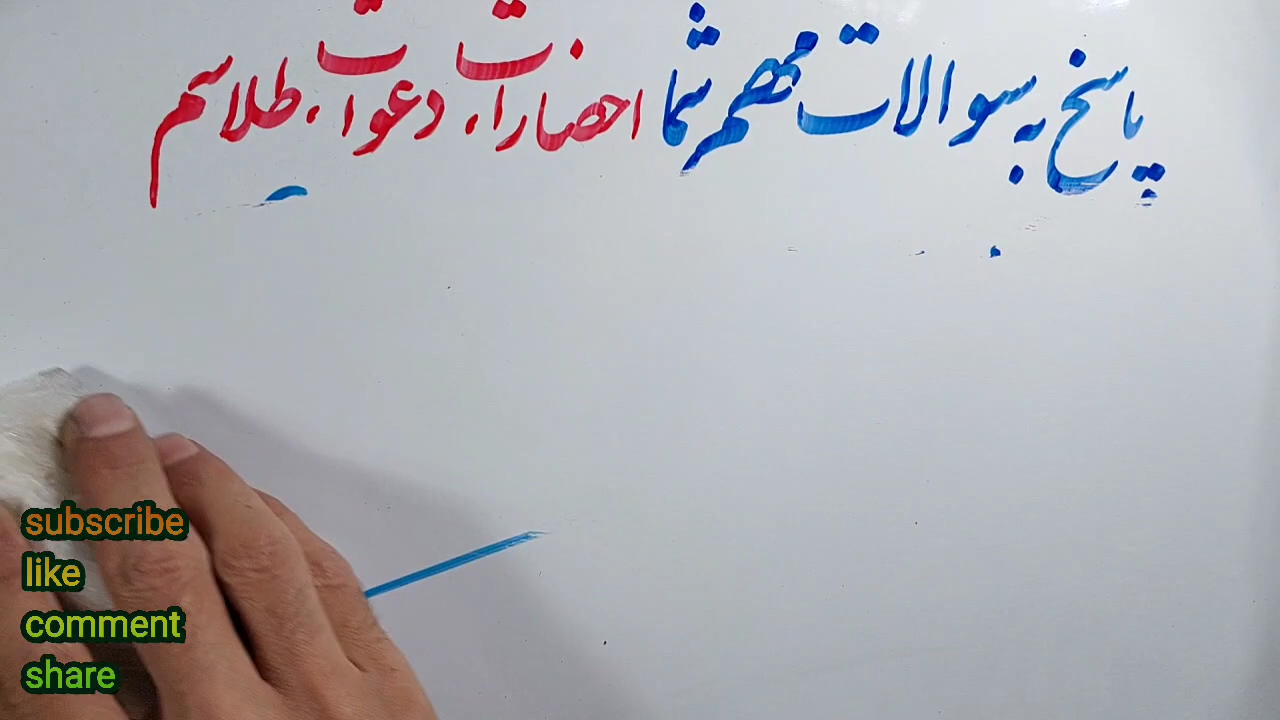 پاسخ به سوالات مهم شما احضارات، دعوات، طلاسم
subscribe
like
comment
share